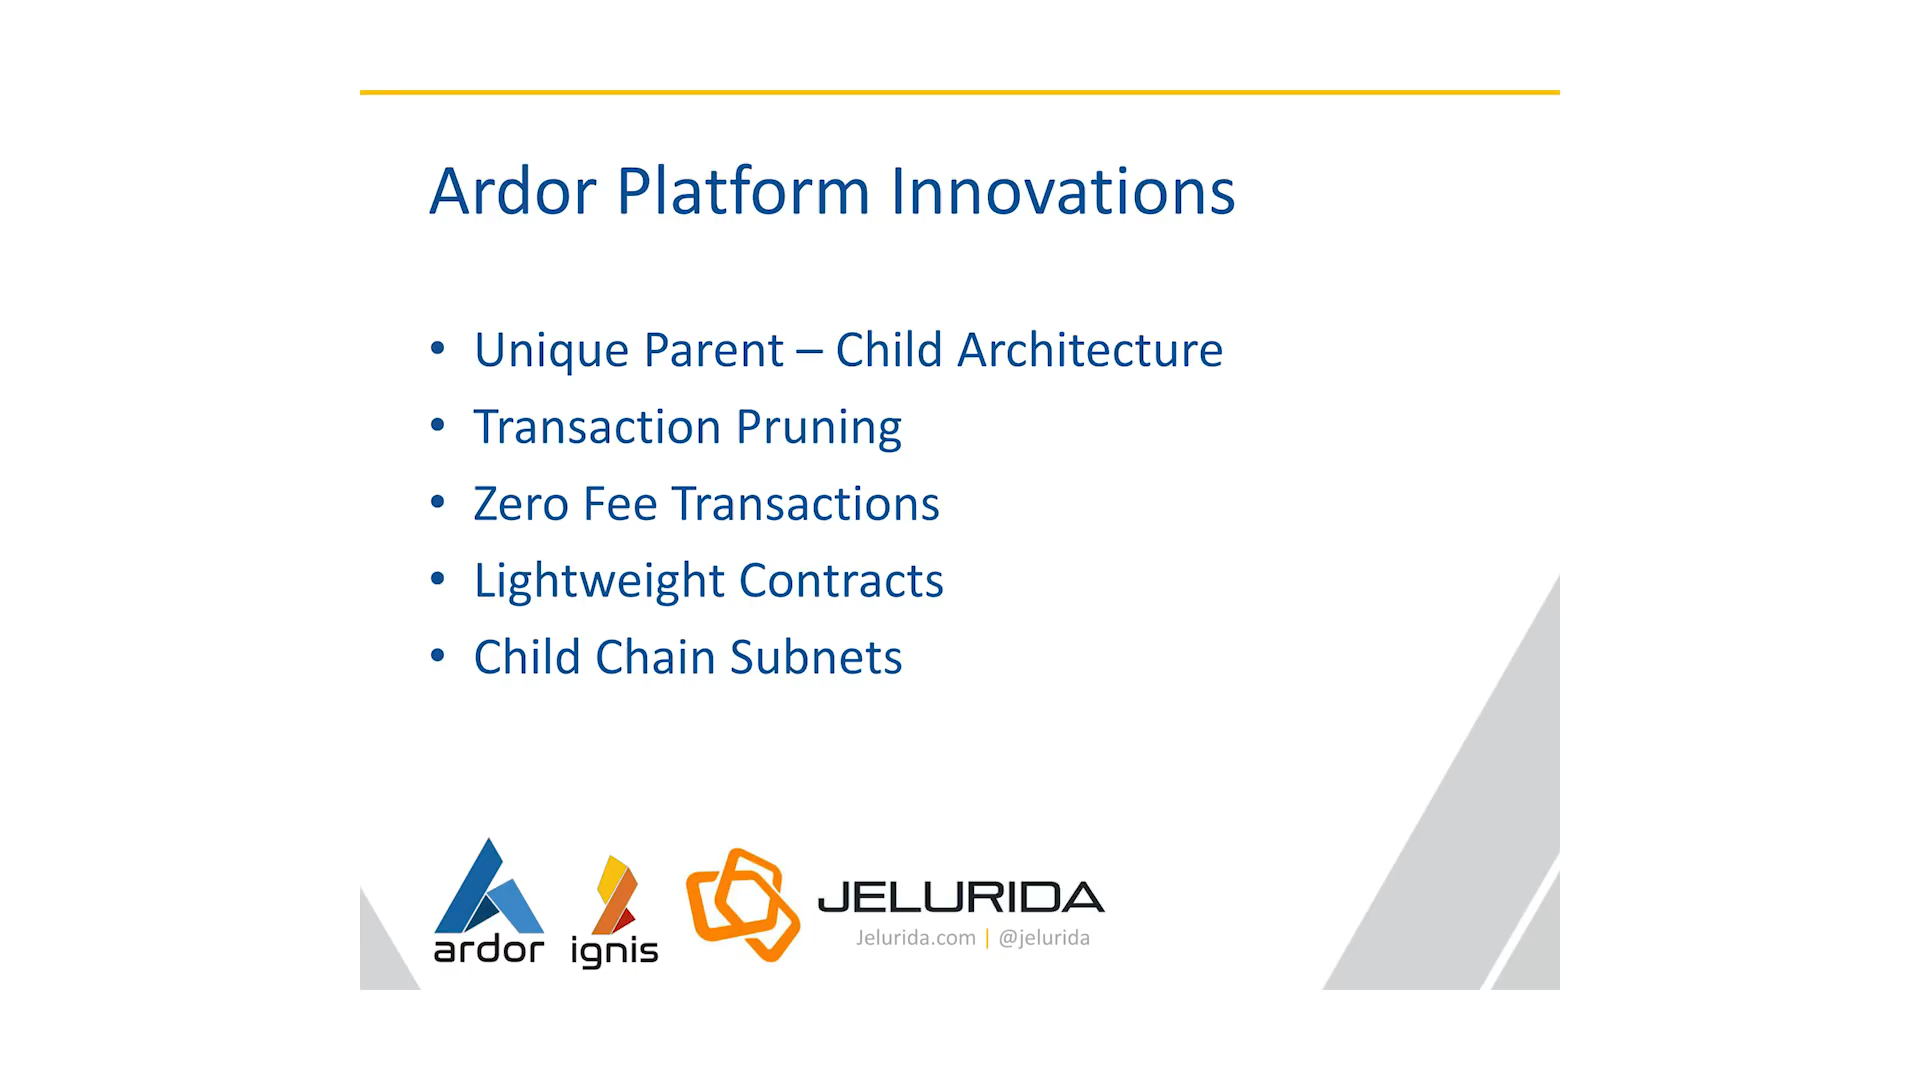 Ardor Platform Innovations
• Unique Parent – Child Architecture
• Transaction Pruning
• Zero Fee Transactions
• Lightweight Contracts
• Child Chain Subnets
ardor
ignis
JELURIDA
Jelurida.com | @jelurida